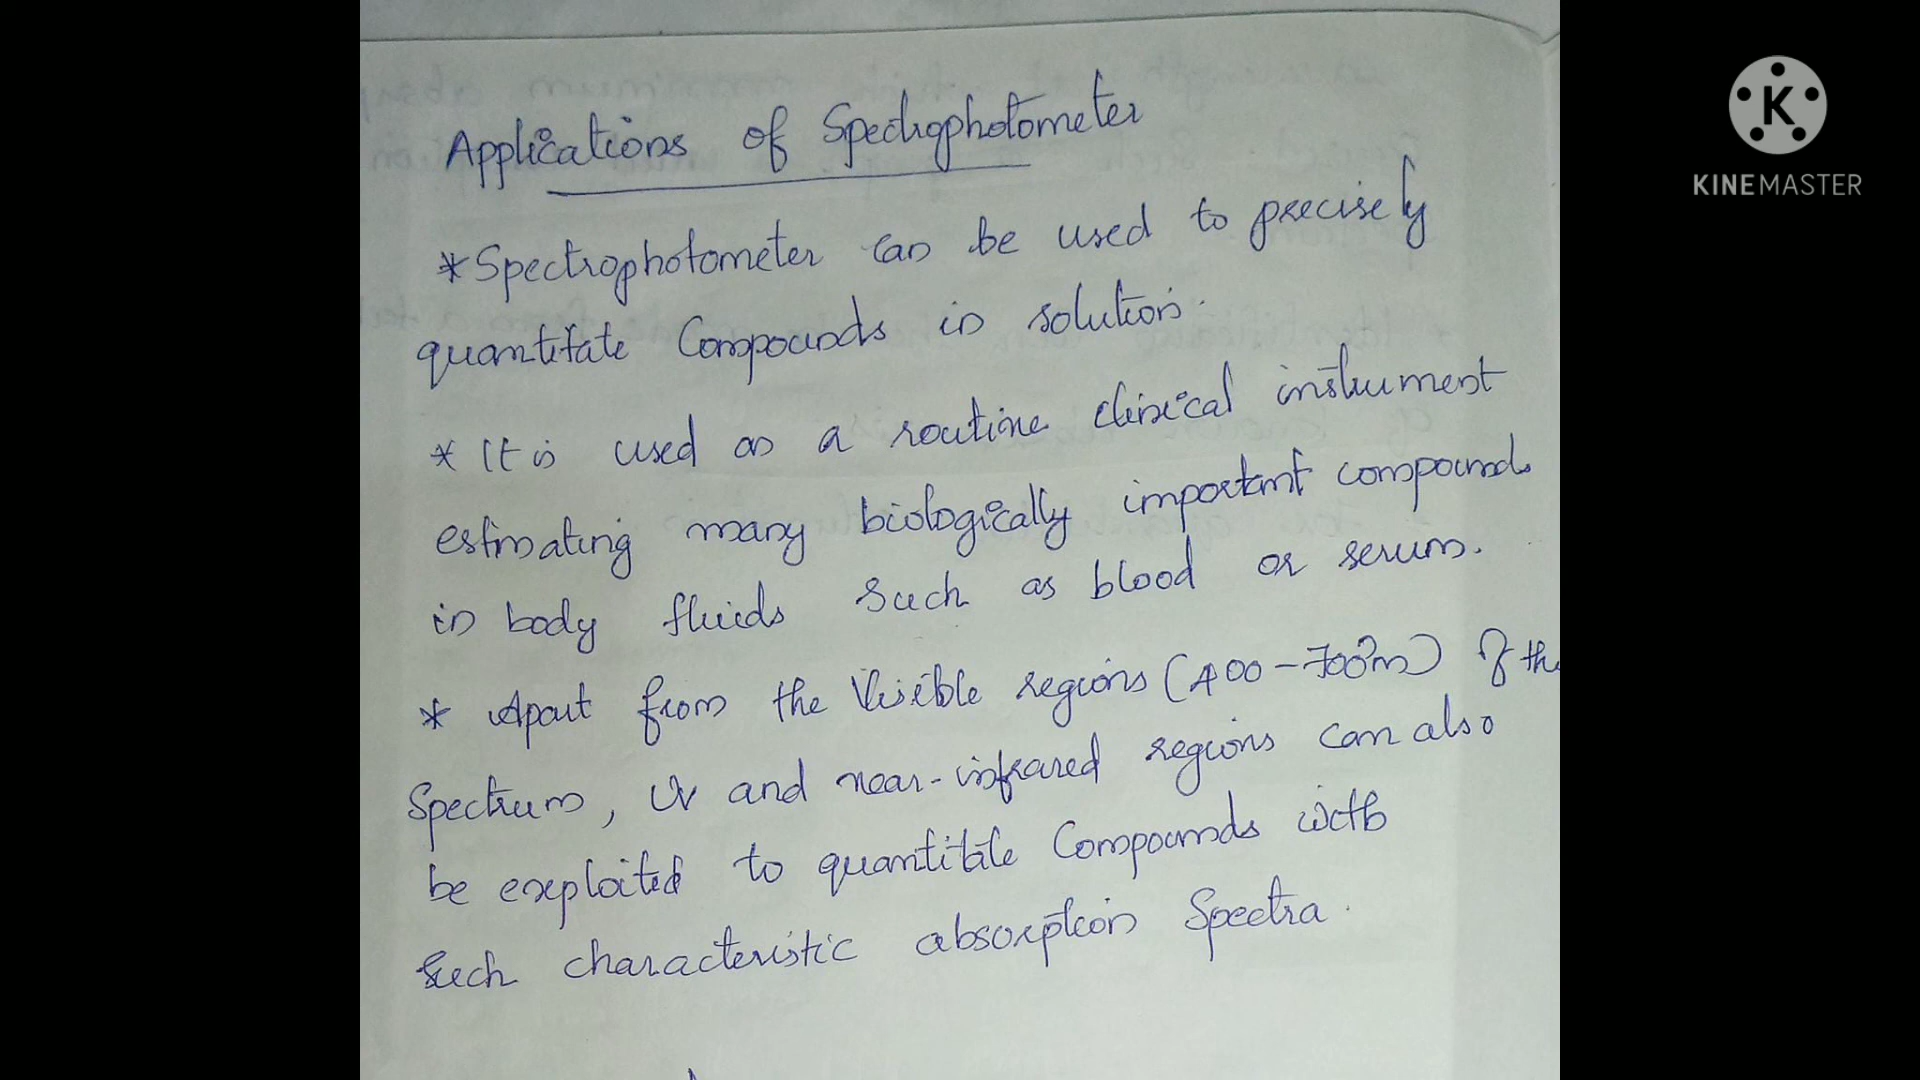 Applications of Spectrophotometer
* Spectrophotometer can be used to precisely
quantitate Compounds in solution.
* It is used as a routine clinical instrument
estimating many biologically important compounds
in body fluids such as blood or serum.
* Apart from the Visible regions (400-700nm) of the
Spectrum, UV and near-infrared regions can also
be exploited to quantitate Compounds with
such characteristic absorption Spectra.
KINEMASTER